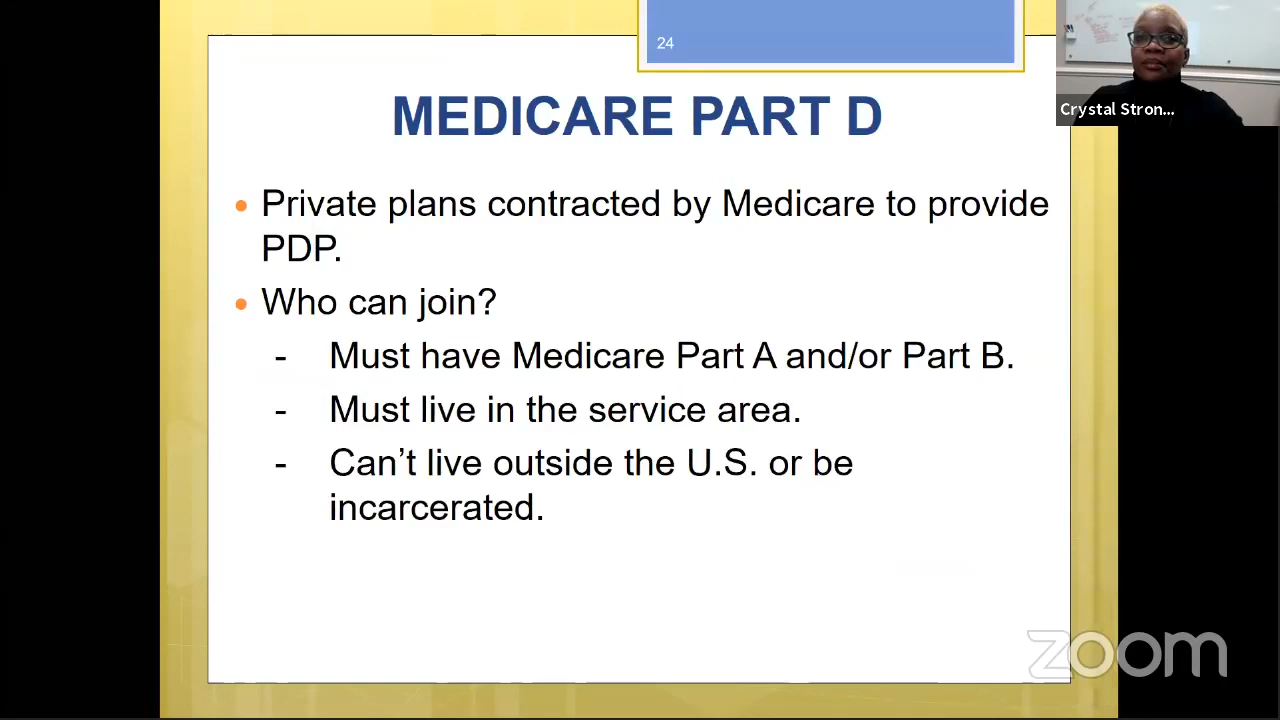 24
Crystal Stron...
MEDICARE PART D
• Private plans contracted by Medicare to provide
PDP.
• Who can join?
- Must have Medicare Part A and/or Part B.
- Must live in the service area.
- Can’t live outside the U.S. or be
incarcerated.
zoom